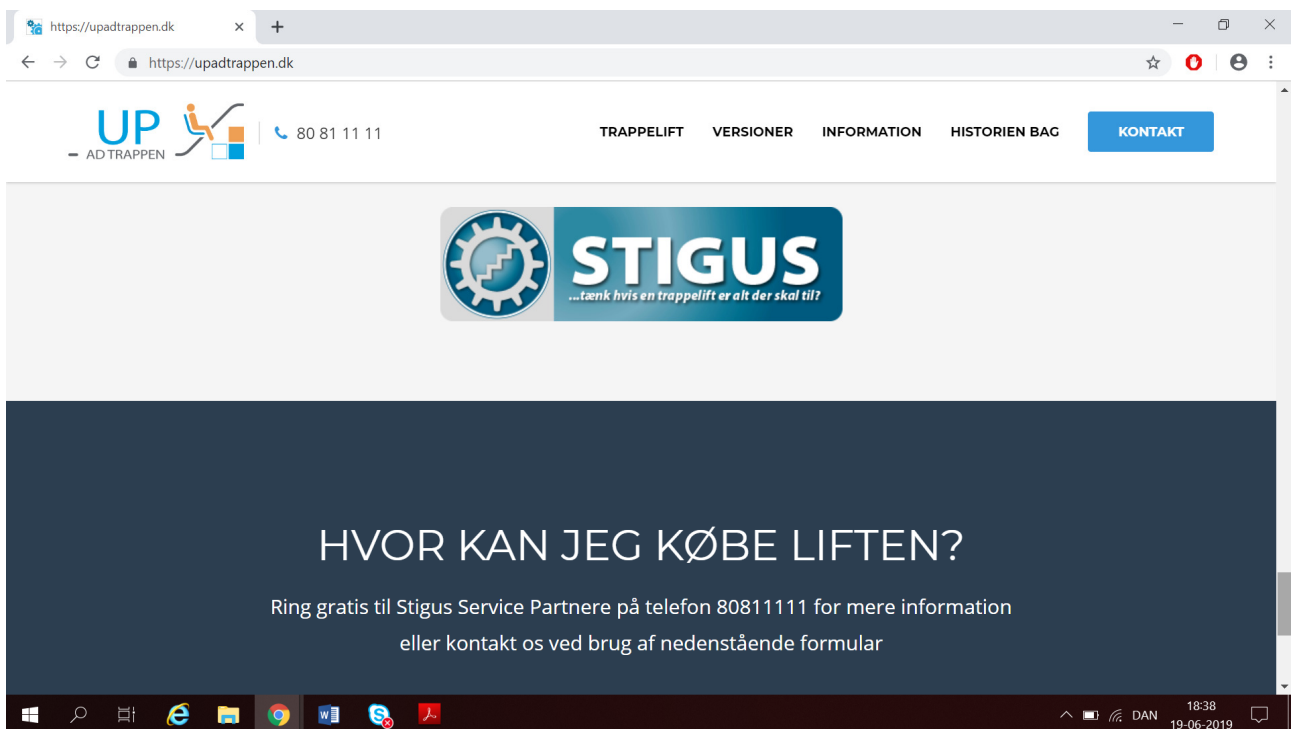 https://upadtrappen.dk
https://upadtrappen.dk
UP
AD TRAPPEN
80 81 11 11
TRAPPELIFT VERSIONER INFORMATION HISTORIEN BAG KONTAKT
STIGUS
...tænk hvis en trappelift er alt der skal til?
HVOR KAN JEG KØBE LIFTEN?
Ring gratis til Stigus Service Partnere på telefon 80811111 for mere information
eller kontakt os ved brug af nedenstående formular
DAN
18:38
19-06-2019